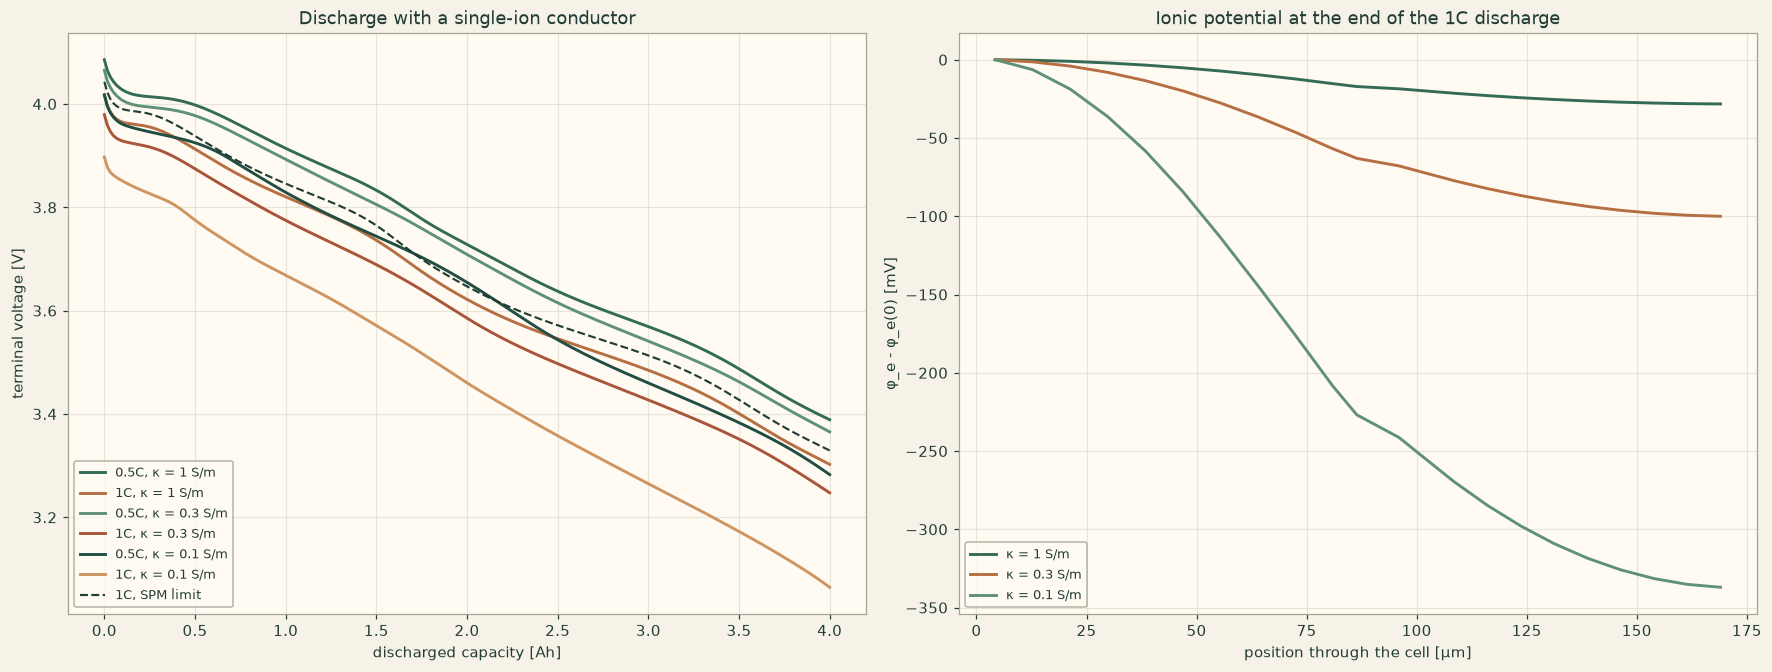 Discharge with a single-ion conductor
terminal voltage [V]
4.0
3.8
3.6
3.4
3.2
0.5C, κ = 1 S/m
1C, κ = 1 S/m
0.5C, κ = 0.3 S/m
1C, κ = 0.3 S/m
0.5C, κ = 0.1 S/m
1C, κ = 0.1 S/m
1C, SPM limit
0.0 0.5 1.0 1.5 2.0 2.5 3.0 3.5 4.0
discharged capacity [Ah]
Ionic potential at the end of the 1C discharge
φ_e - φ_e(0) [mV]
0
−50
−100
−150
−200
−250
−300
−350
κ = 1 S/m
κ = 0.3 S/m
κ = 0.1 S/m
0 25 50 75 100 125 150 175
position through the cell [µm]